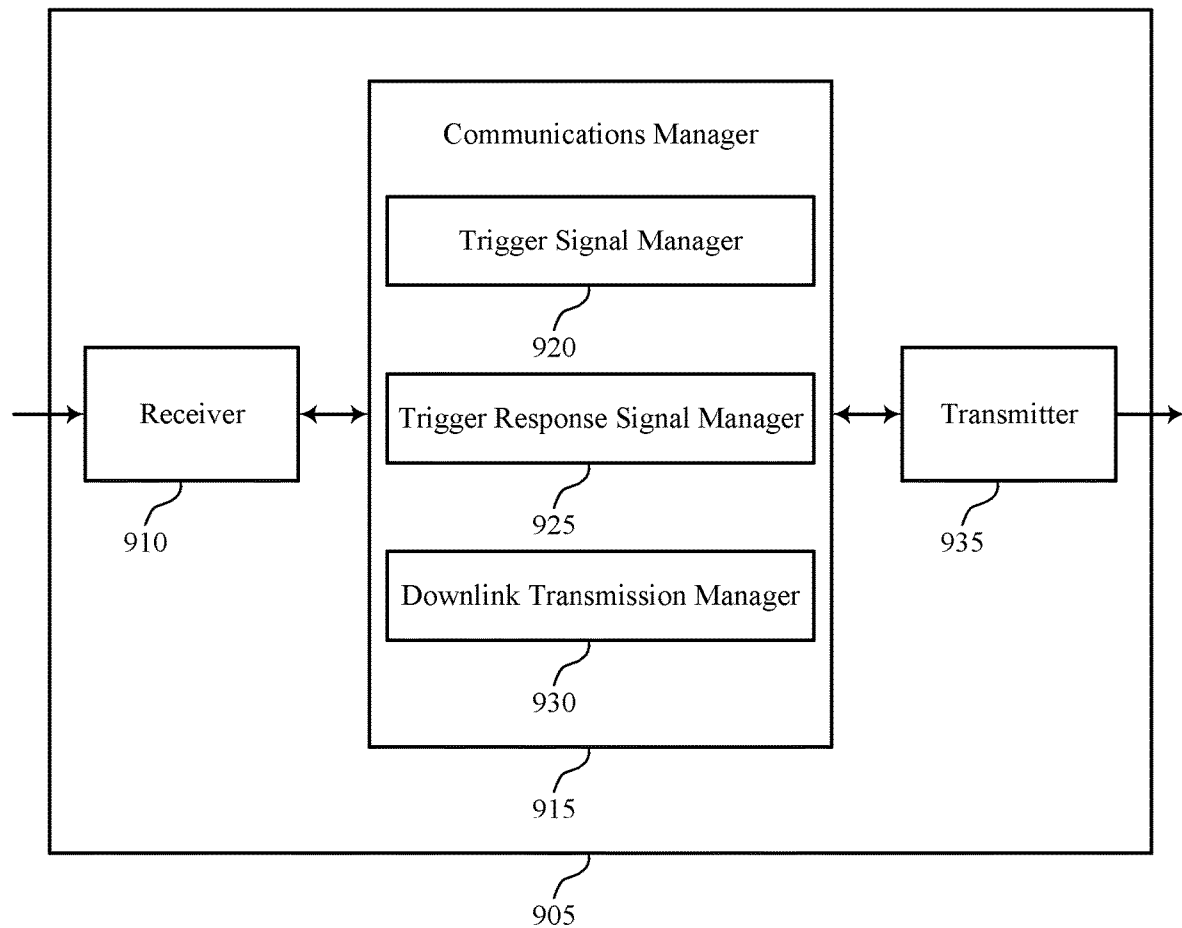 Communications Manager
Trigger Signal Manager
920
Receiver
910
Trigger Response Signal Manager
925
Transmitter
935
Downlink Transmission Manager
930
915
905